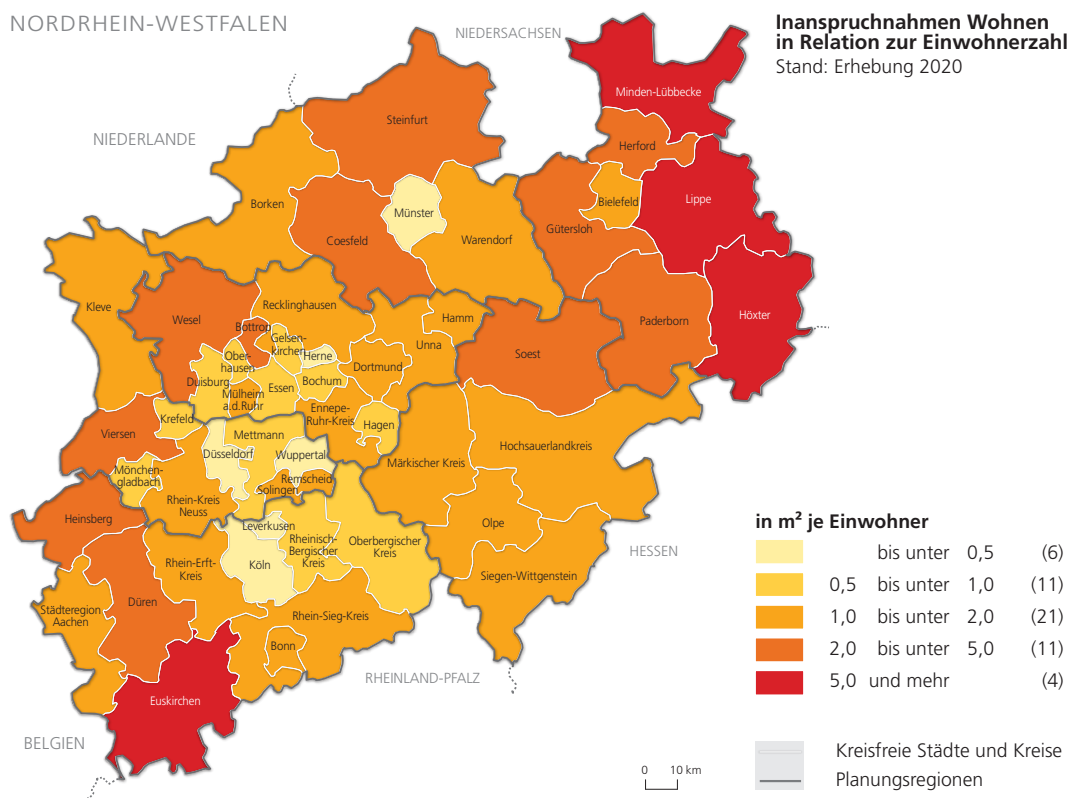 NORDRHEIN-WESTFALEN
Inanspruchnahmen Wohnen
in Relation zur Einwohnerzahl
Stand: Erhebung 2020
NIEDERSACHSEN
NIEDERLANDE
Minden-Lübbecke
Steinfurt
Herford
Borken
Münster
Bielefeld
Lippe
Coesfeld
Warendorf
Gütersloh
Kleve
Wesel
Recklinghausen
Bottrop
Hamm
Paderborn
Höxter
Gelsen-
kirchen
Herne
Unna
Soest
Ober-
hausen
Dortmund
Duisburg
Essen
Bochum
Mülheim
a.d.Ruhr
Ennepe-
Ruhr-Kreis
Hagen
Krefeld
Viersen
Mettmann
Düsseldorf
Wuppertal
Märkischer Kreis
Hochsauerlandkreis
Mönchen-
gladbach
Remscheid
Solingen
Rhein-Kreis
Neuss
Heinsberg
Leverkusen
Rheinisch-
Bergischer
Kreis
Oberbergischer
Kreis
Olpe
HESSEN
Köln
Rhein-Erft-
Kreis
Siegen-Wittgenstein
Düren
Städteregion
Aachen
Rhein-Sieg-Kreis
Bonn
RHEINLAND-PFALZ
Euskirchen
BELGIEN
0 10 km
in m² je Einwohner
bis unter 0,5 (6)
0,5 bis unter 1,0 (11)
1,0 bis unter 2,0 (21)
2,0 bis unter 5,0 (11)
5,0 und mehr (4)
Kreisfreie Städte und Kreise
Planungsregionen